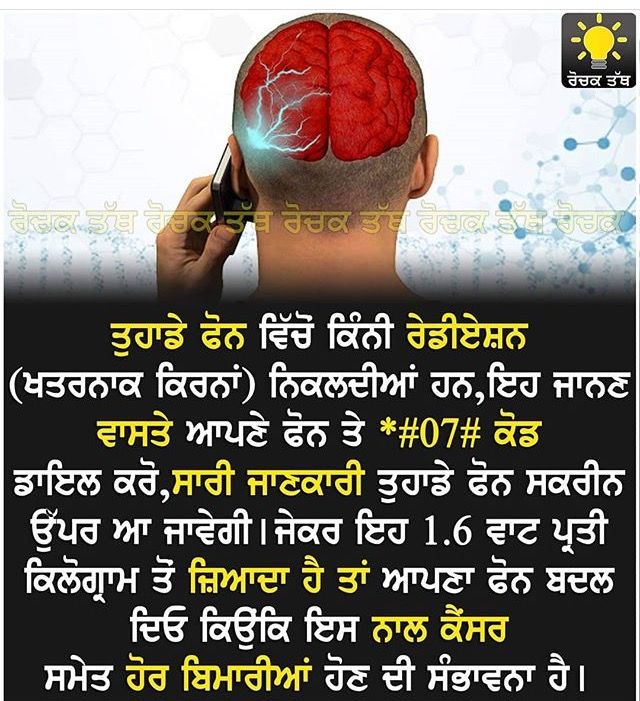 ਰੋਚਕ ਤੱਥ
ਰੋਚਕ ਤੱਥ ਰੋਚਕ ਤੱਥ ਰੋਚਕ ਤੱਥ ਰੋਚਕ ਤੱਥ ਰੋਚਕ
ਤੁਹਾਡੇ ਫੋਨ ਵਿੱਚੋਂ ਕਿੰਨੀ ਰੇਡੀਏਸ਼ਨ
(ਖਤਰਨਾਕ ਕਿਰਨਾਂ) ਨਿਕਲਦੀਆਂ ਹਨ,ਇਹ ਜਾਨਣ
ਵਾਸਤੇ ਆਪਣੇ ਫੋਨ ਤੇ *#07# ਕੋਡ
ਡਾਇਲ ਕਰੋ,ਸਾਰੀ ਜਾਣਕਾਰੀ ਤੁਹਾਡੇ ਫੋਨ ਸਕਰੀਨ
ਉੱਪਰ ਆ ਜਾਵੇਗੀ।ਜੇਕਰ ਇਹ 1.6 ਵਾਟ ਪ੍ਰਤੀ
ਕਿਲੋਗ੍ਰਾਮ ਤੋਂ ਜ਼ਿਆਦਾ ਹੈ ਤਾਂ ਆਪਣਾ ਫੋਨ ਬਦਲ
ਦਿਓ ਕਿਉਂਕਿ ਇਸ ਨਾਲ ਕੈਂਸਰ
ਸਮੇਤ ਹੋਰ ਬਿਮਾਰੀਆਂ ਹੋਣ ਦੀ ਸੰਭਾਵਨਾ ਹੈ।